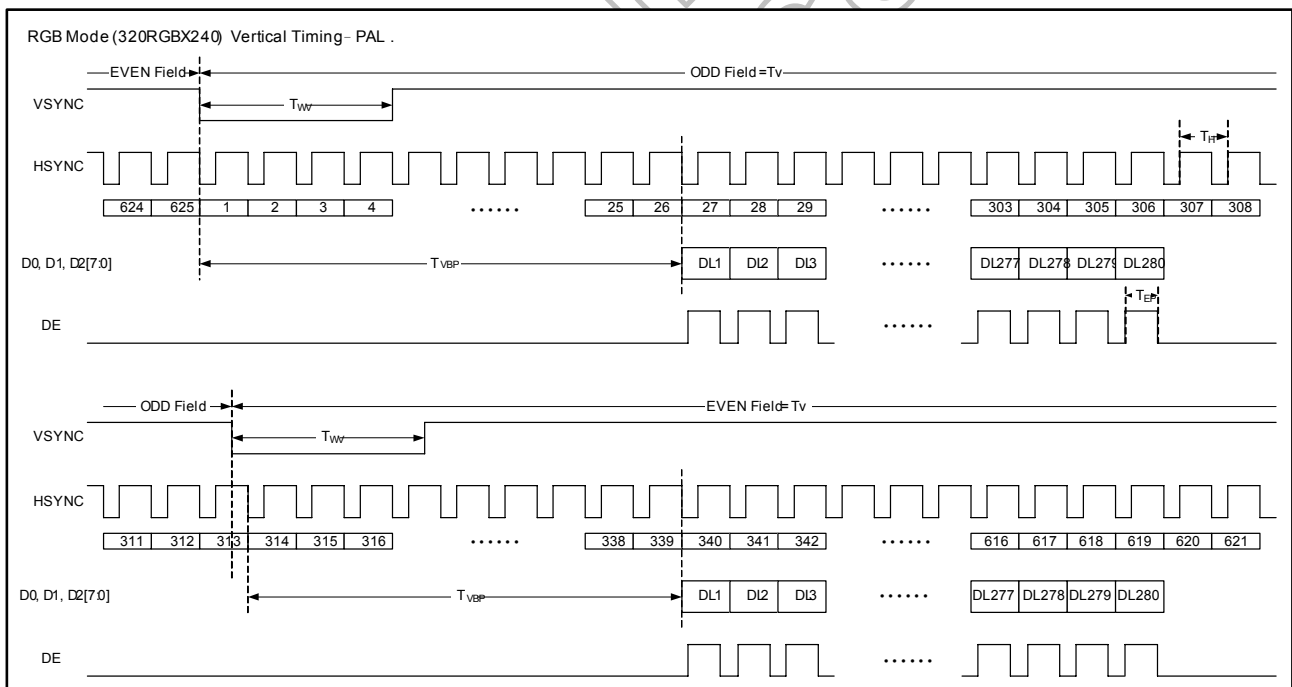 RGB Mode (320RGBX240) Vertical Timing- PAL .
EVEN Field ODD Field =Tv
VSYNC TWV
HSYNC THT
624 625 1 2 3 4 ...... 25 26 27 28 29 ...... 303 304 305 306 307 308
D0, D1, D2[7:0] TVBP DL1 DL2 DL3 ...... DL277 DL278 DL279 DL280
DE TEP
......
ODD Field EVEN Field= Tv
VSYNC TWV
HSYNC
311 312 313 314 315 316 ...... 338 339 340 341 342 ...... 616 617 618 619 620 621
D0, D1, D2[7:0] TVBP DL1 DL2 DL3 ...... DL277 DL278 DL279 DL280
DE ......